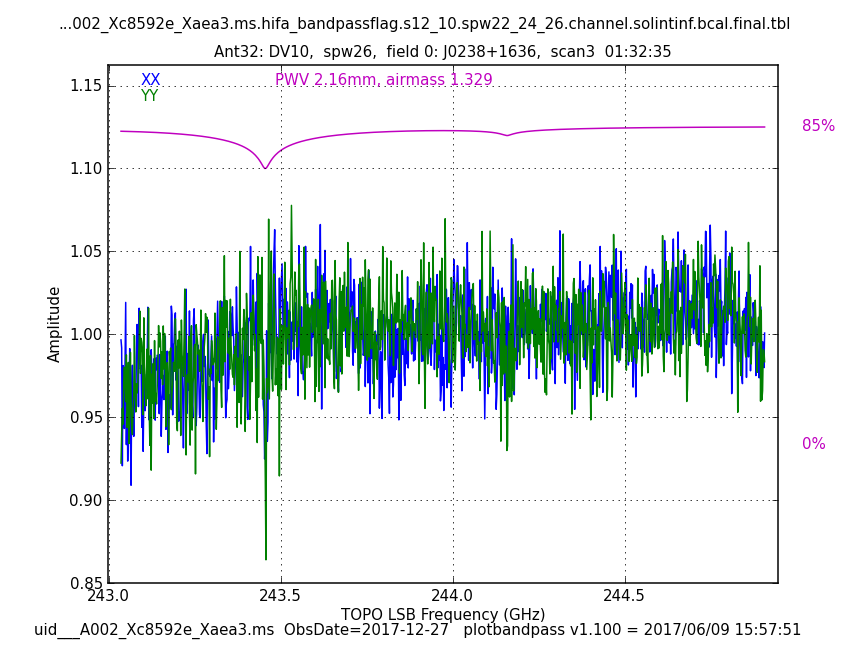 ...002_Xc8592e_Xaea3.ms.hifa_bandpassflag.s12_10.spw22_24_26.channel.solintinf.bcal.final.tbl
Ant32: DV10,  spw26,  field 0: J0238+1636,  scan3  01:32:35
XX
PWV 2.16mm, airmass 1.329
YY
1.15
1.10
1.05
1.00
0.95
0.90
0.85
Amplitude
85%
0%
243.0 243.5 244.0 244.5
TOPO LSB Frequency (GHz)
uid___A002_Xc8592e_Xaea3.ms  ObsDate=2017-12-27   plotbandpass v1.100 = 2017/06/09 15:57:51